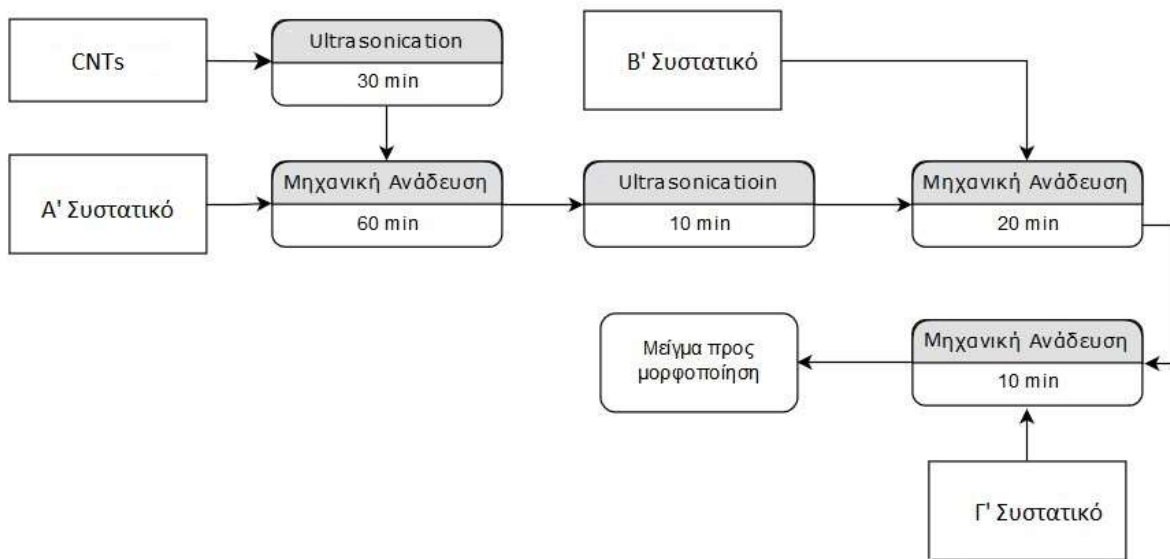 CNTs
Ultrasonication
30 min
Β' Συστατικό
Α' Συστατικό
Μηχανική Ανάδευση
60 min
Ultrasonicatioin
10 min
Μηχανική Ανάδευση
20 min
Μείγμα προς
μορφοποίηση
Μηχανική Ανάδευση
10 min
Γ' Συστατικό